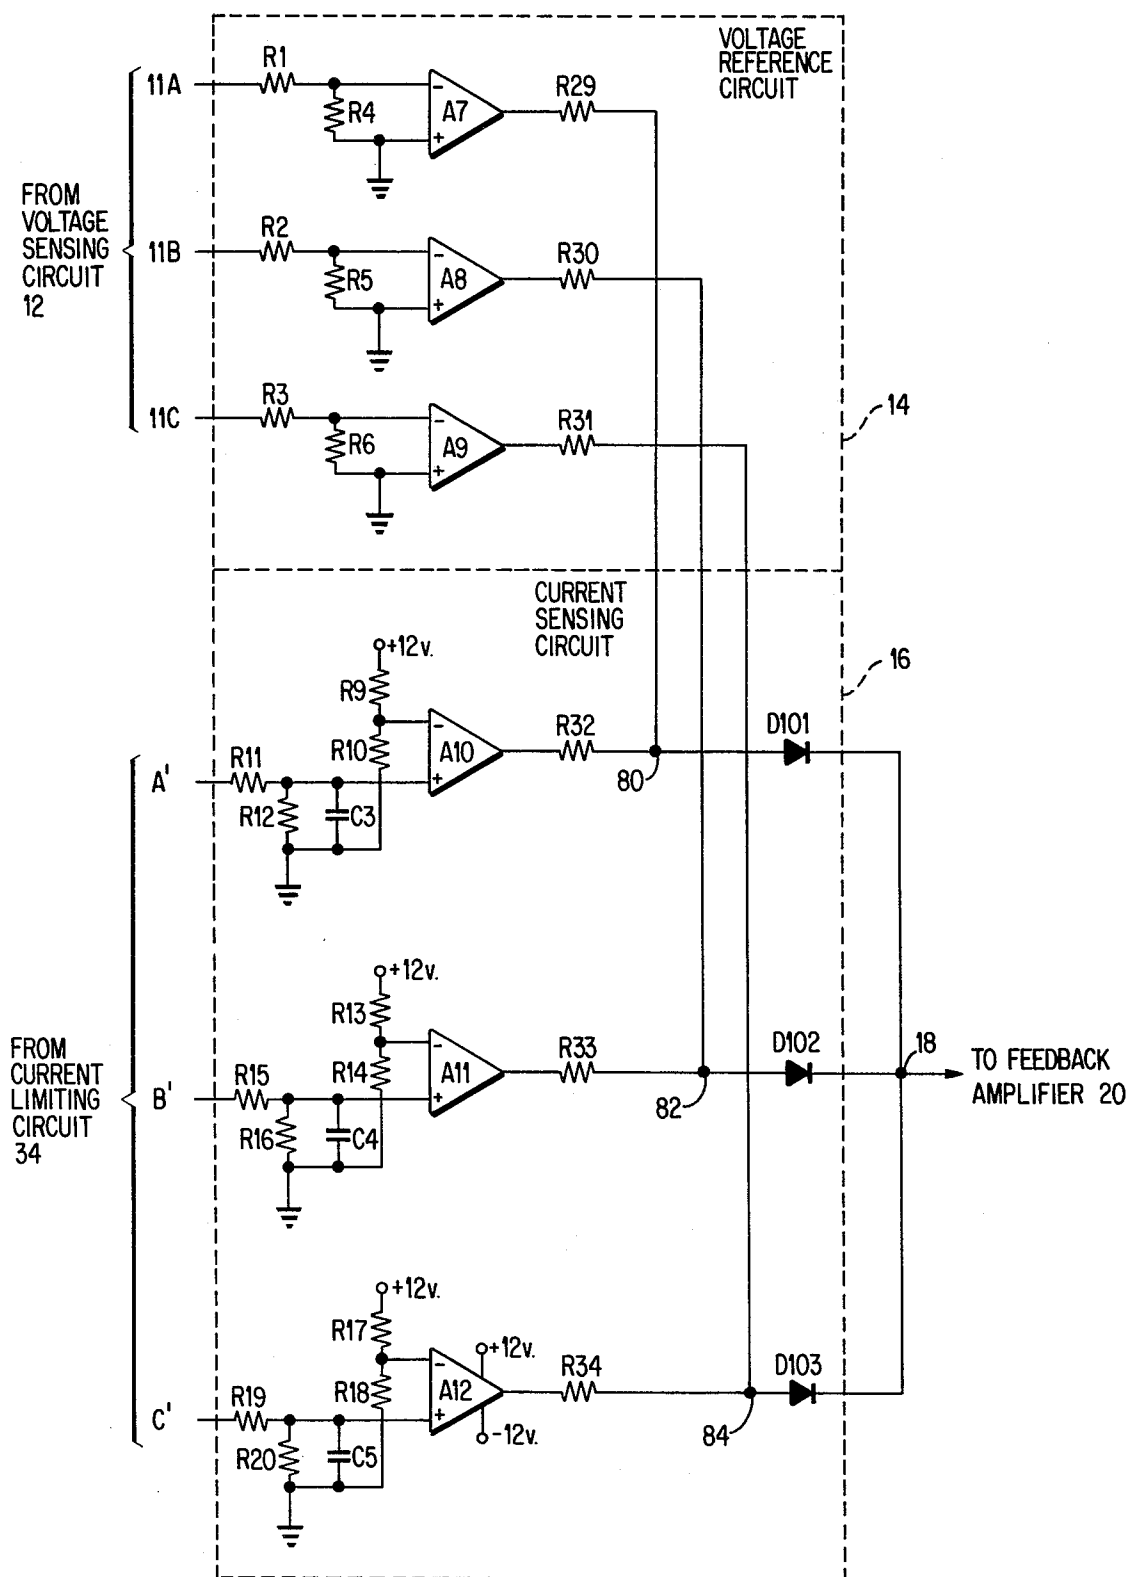 VOLTAGE
REFERENCE
CIRCUIT
FROM
VOLTAGE
SENSING
CIRCUIT
12
11A
R1
R4
-
A7
+
R29
11B
R2
R5
-
A8
+
R30
11C
R3
R6
-
A9
+
R31
14
CURRENT
SENSING
CIRCUIT
16
+12v.
R9
R10
-
A10
+
R32
80
D101
A'
R11
R12
C3
FROM
CURRENT
LIMITING
CIRCUIT
34
+12v.
R13
R14
-
A11
+
R33
82
D102
18
TO FEEDBACK
AMPLIFIER 20
B'
R15
R16
C4
+12v.
R17
R18
-
A12
+
+12v.
-12v.
R34
84
D103
C'
R19
R20
C5